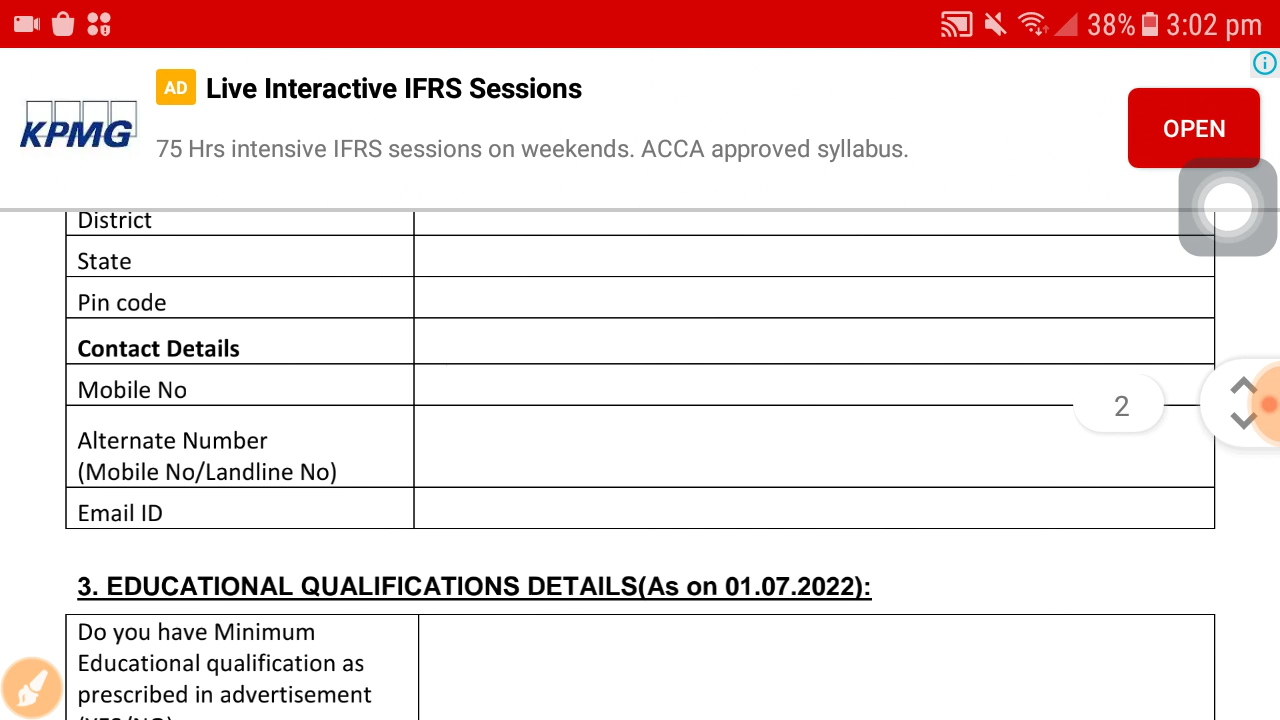 38% 3:02 pm
AD Live Interactive IFRS Sessions
KPMG
75 Hrs intensive IFRS sessions on weekends. ACCA approved syllabus.
OPEN
District
State
Pin code
Contact Details
Mobile No
2
Alternate Number
(Mobile No/Landline No)
Email ID
3. EDUCATIONAL QUALIFICATIONS DETAILS(As on 01.07.2022):
Do you have Minimum
Educational qualification as
prescribed in advertisement